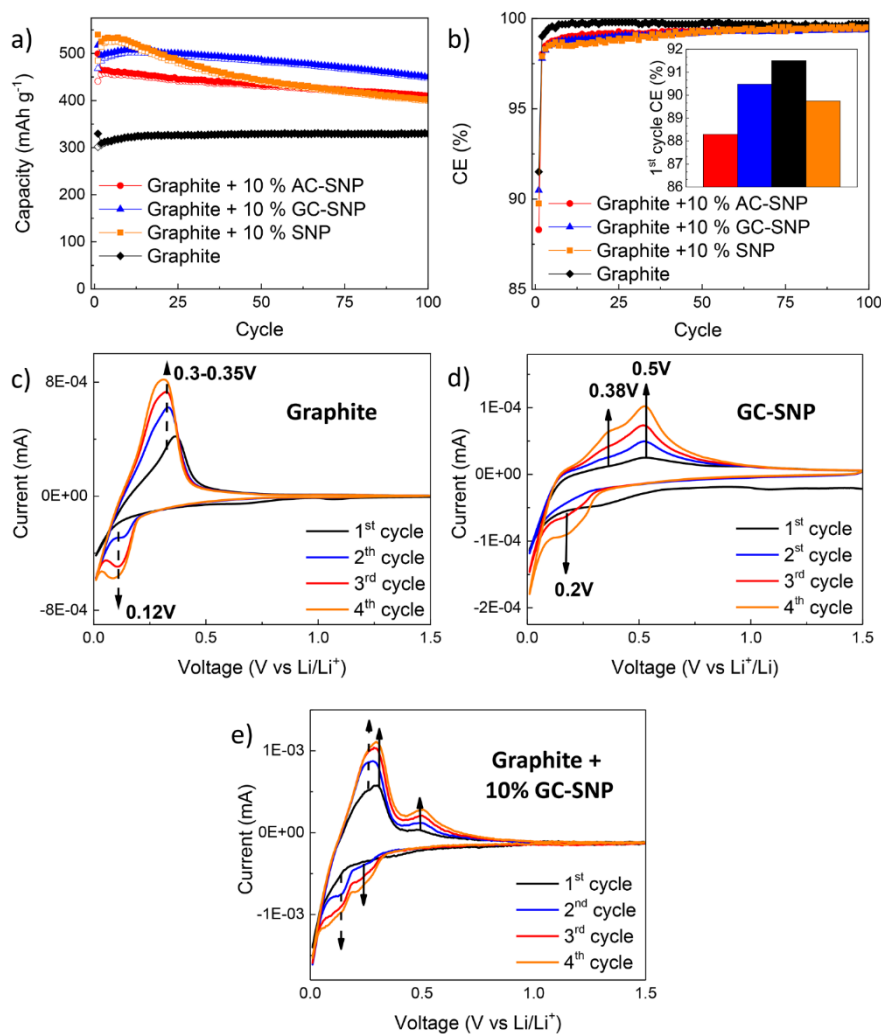 a)
600
500
400
300
200
100
0
Capacity (mAh g⁻¹)
Graphite + 10 % AC-SNP
Graphite + 10 % GC-SNP
Graphite + 10 % SNP
Graphite
0 25 50 75 100
Cycle
b)
100
95
90
85
CE (%)
92
91
90
89
88
87
86
1st cycle CE (%)
Graphite +10 % AC-SNP
Graphite +10 % GC-SNP
Graphite +10 % SNP
Graphite
0 25 50 75 100
Cycle
c)
8E-04
0E+00
-8E-04
Current (mA)
0.3-0.35V
Graphite
0.12V
1st cycle
2th cycle
3rd cycle
4th cycle
0.0 0.5 1.0 1.5
Voltage (V vs Li/Li⁺)
d)
1E-04
0E+00
-1E-04
-2E-04
Current (mA)
0.38V
0.5V
GC-SNP
0.2V
1st cycle
2st cycle
3rd cycle
4th cycle
0.0 0.5 1.0 1.5
Voltage (V vs Li⁺/Li)
e)
1E-03
0E+00
-1E-03
Current (mA)
Graphite +
10% GC-SNP
1st cycle
2nd cycle
3rd cycle
4th cycle
0.0 0.5 1.0 1.5
Voltage (V vs Li/Li⁺)